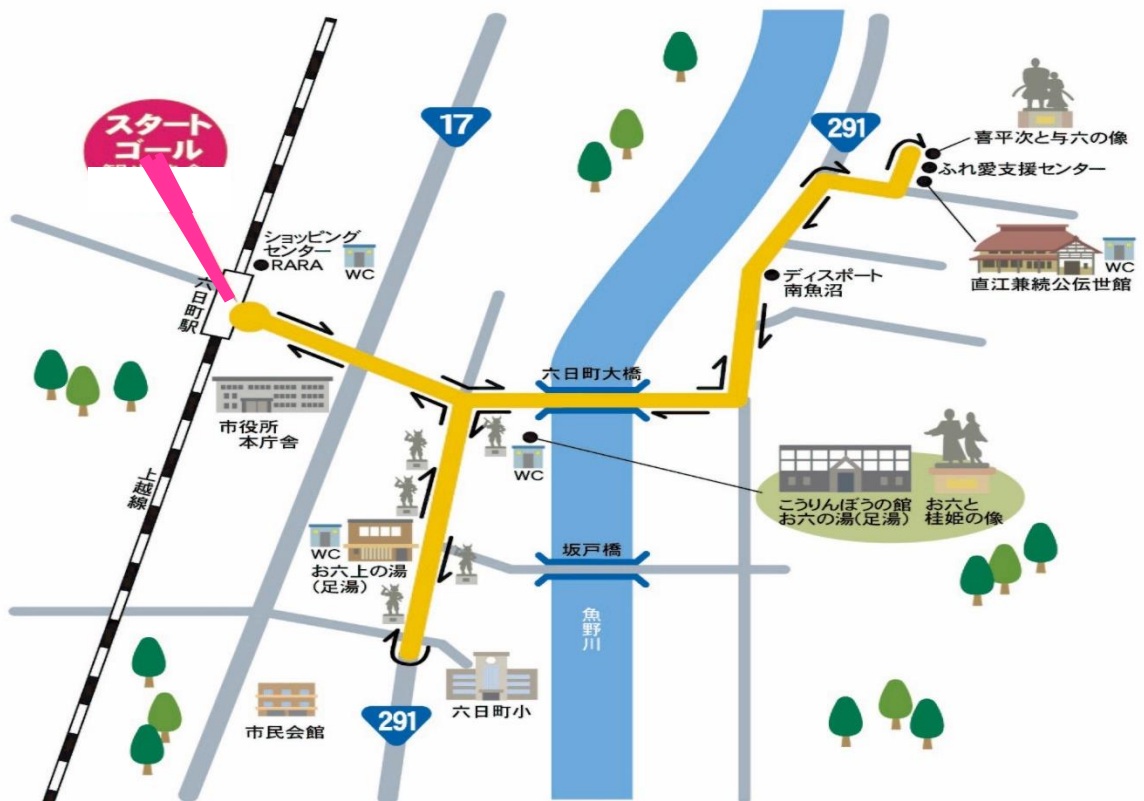 スタート
ゴール
17
291
喜平次と与六の像
ふれ愛支援センター
直江兼続公伝世館
WC
ショッピング
センター
RARA
WC
六日町駅
ディスポート
南魚沼
六日町大橋
市役所
本庁舎
上越線
WC
こうりんぼうの館
お六の湯(足湯)
お六と
桂姫の像
WC
お六上の湯
(足湯)
坂戸橋
魚野川
六日町小
市民会館
291